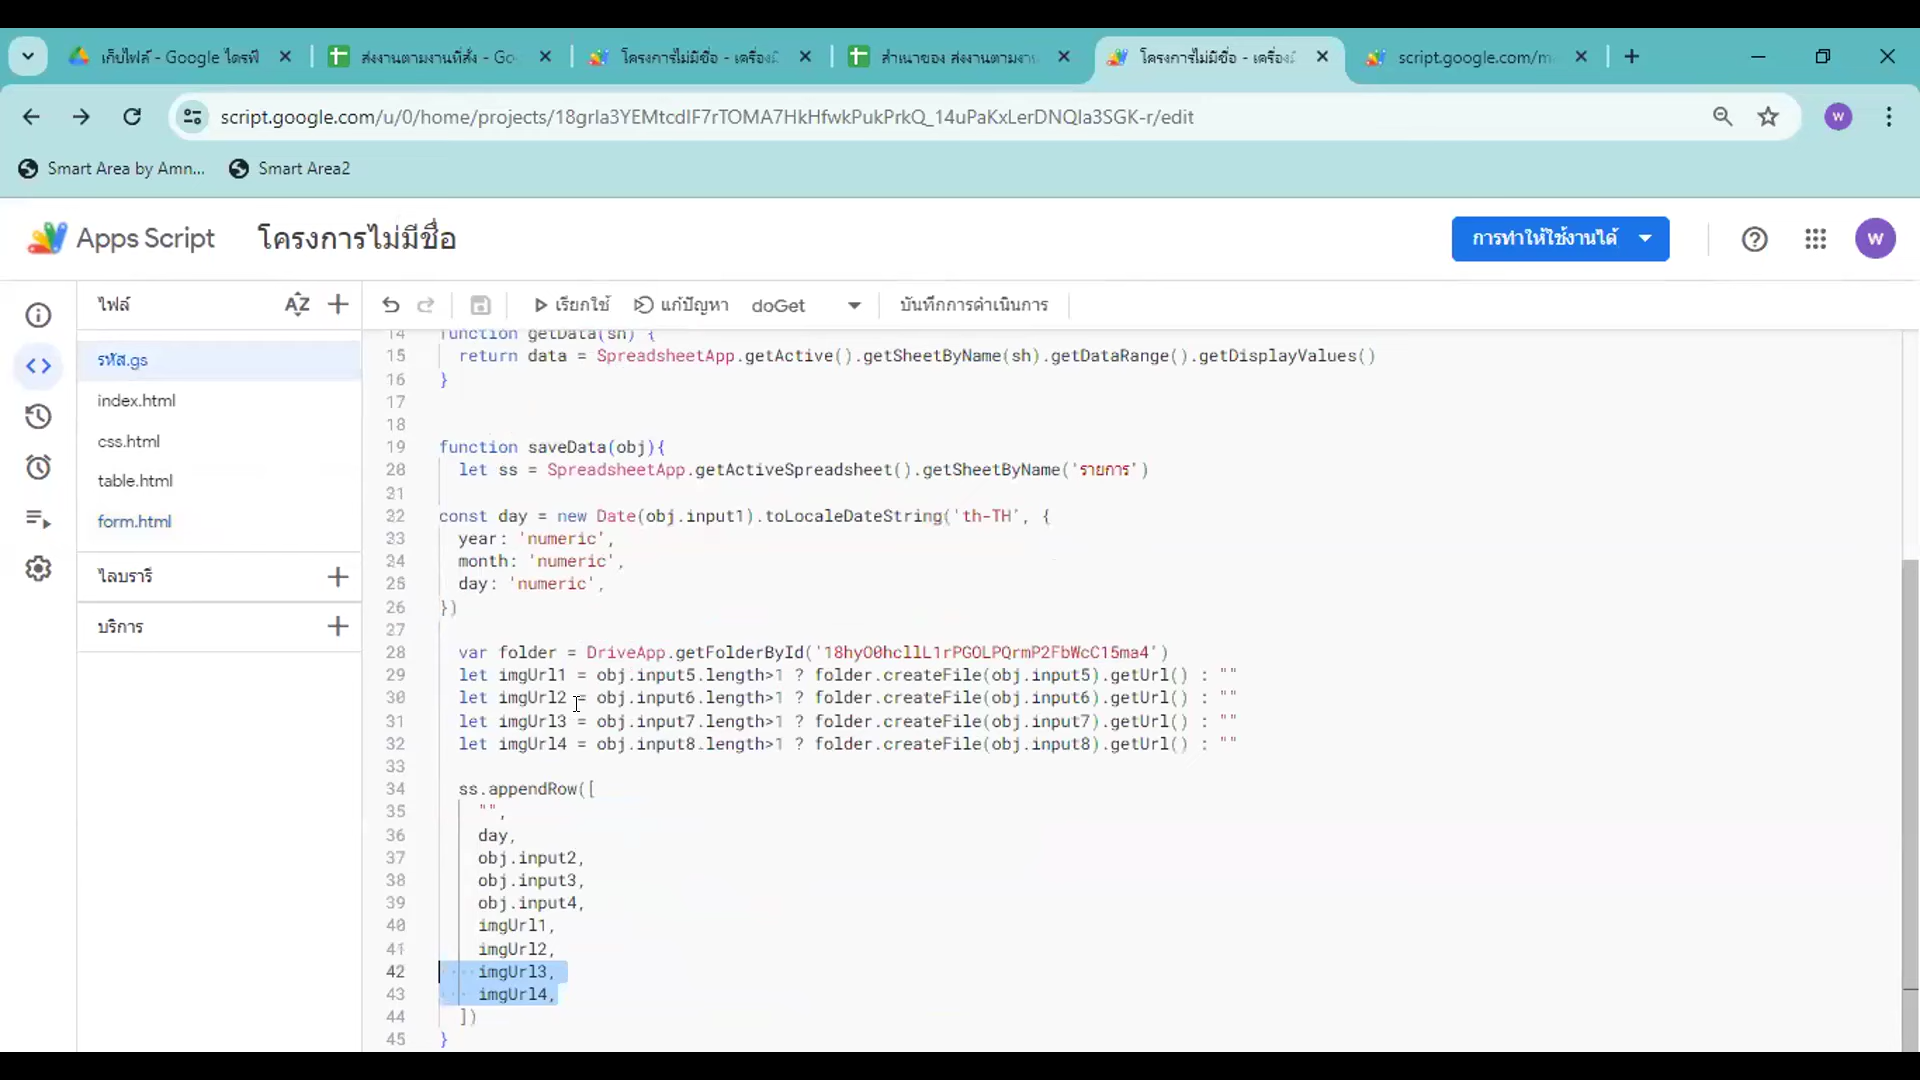 เก็บไฟล์ - Google ไดรฟ์
ส่งงานตามงานที่สั่ง - Go
โครงการไม่มีชื่อ - เครื่องมื
สำเนาของ ส่งงานตามงาน
โครงการไม่มีชื่อ - เครื่องมื
script.google.com/m
script.google.com/u/0/home/projects/18grIa3YEMtcdIF7rTOMA7HkHfwkPukPrkQ_14uPaKxLerDNQIa3SGK-r/edit
W
Smart Area by Amn...
Smart Area2
Apps Script
โครงการไม่มีชื่อ
การทำให้ใช้งานได้
W
ไฟล์
AZ
เรียกใช้
แก้ปัญหา
doGet
บันทึกการดำเนินการ
รหัส.gs
index.html
css.html
table.html
form.html
ไลบรารี
บริการ
14 function getData(sh) {
15 return data = SpreadsheetApp.getActive().getSheetByName(sh).getDataRange().getDisplayValues()
16 }
17
18
19 function saveData(obj){
20 let ss = SpreadsheetApp.getActiveSpreadsheet().getSheetByName('รายการ')
21
22 const day = new Date(obj.input1).toLocaleDateString('th-TH', {
23 year: 'numeric',
24 month: 'numeric',
25 day: 'numeric',
26 })
27
28 var folder = DriveApp.getFolderById('18hyO0hcllL1rPGOLPQrmP2FbWcC15ma4')
29 let imgUrl1 = obj.input5.length>1 ? folder.createFile(obj.input5).getUrl() : ""
30 let imgUrl2 = obj.input6.length>1 ? folder.createFile(obj.input6).getUrl() : ""
31 let imgUrl3 = obj.input7.length>1 ? folder.createFile(obj.input7).getUrl() : ""
32 let imgUrl4 = obj.input8.length>1 ? folder.createFile(obj.input8).getUrl() : ""
33
34 ss.appendRow([
35 "",
36 day,
37 obj.input2,
38 obj.input3,
39 obj.input4,
40 imgUrl1,
41 imgUrl2,
42 imgUrl3,
43 imgUrl4,
44 ])
45 }